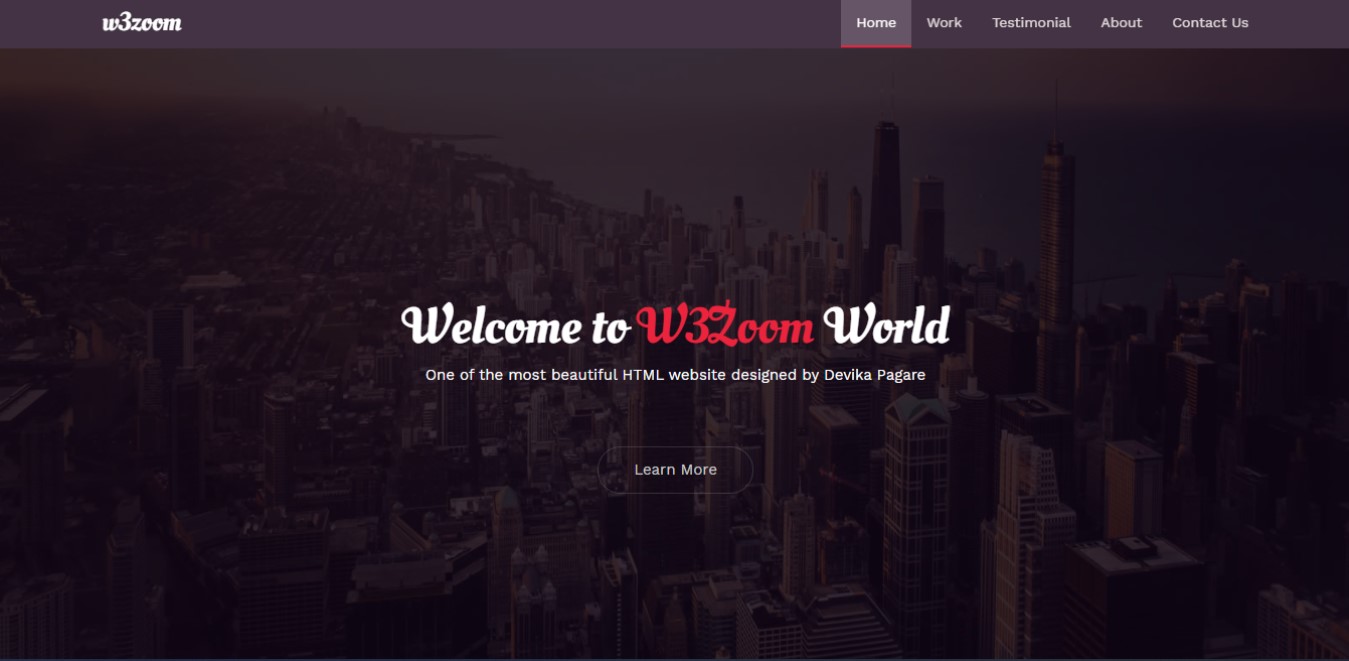 w3zoom
Home Work Testimonial About Contact Us
Welcome to W3Zoom World
One of the most beautiful HTML website designed by Devika Pagare
Learn More